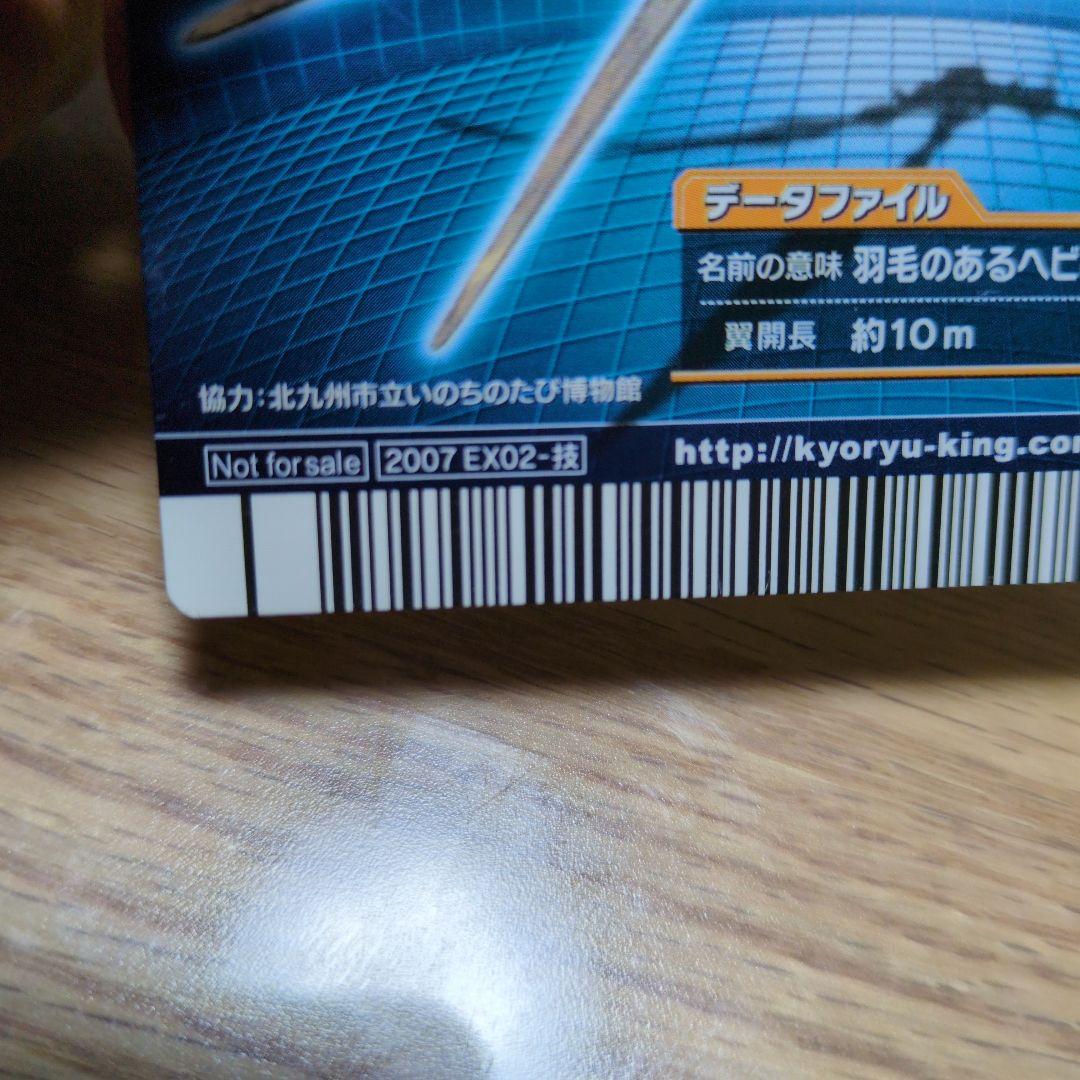 データファイル
名前の意味 羽毛のあるヘビ
翼開長 約10m
協力:北九州市立いのちのたび博物館
Not for sale 2007 EX02-技
http://kyoryu-king.com